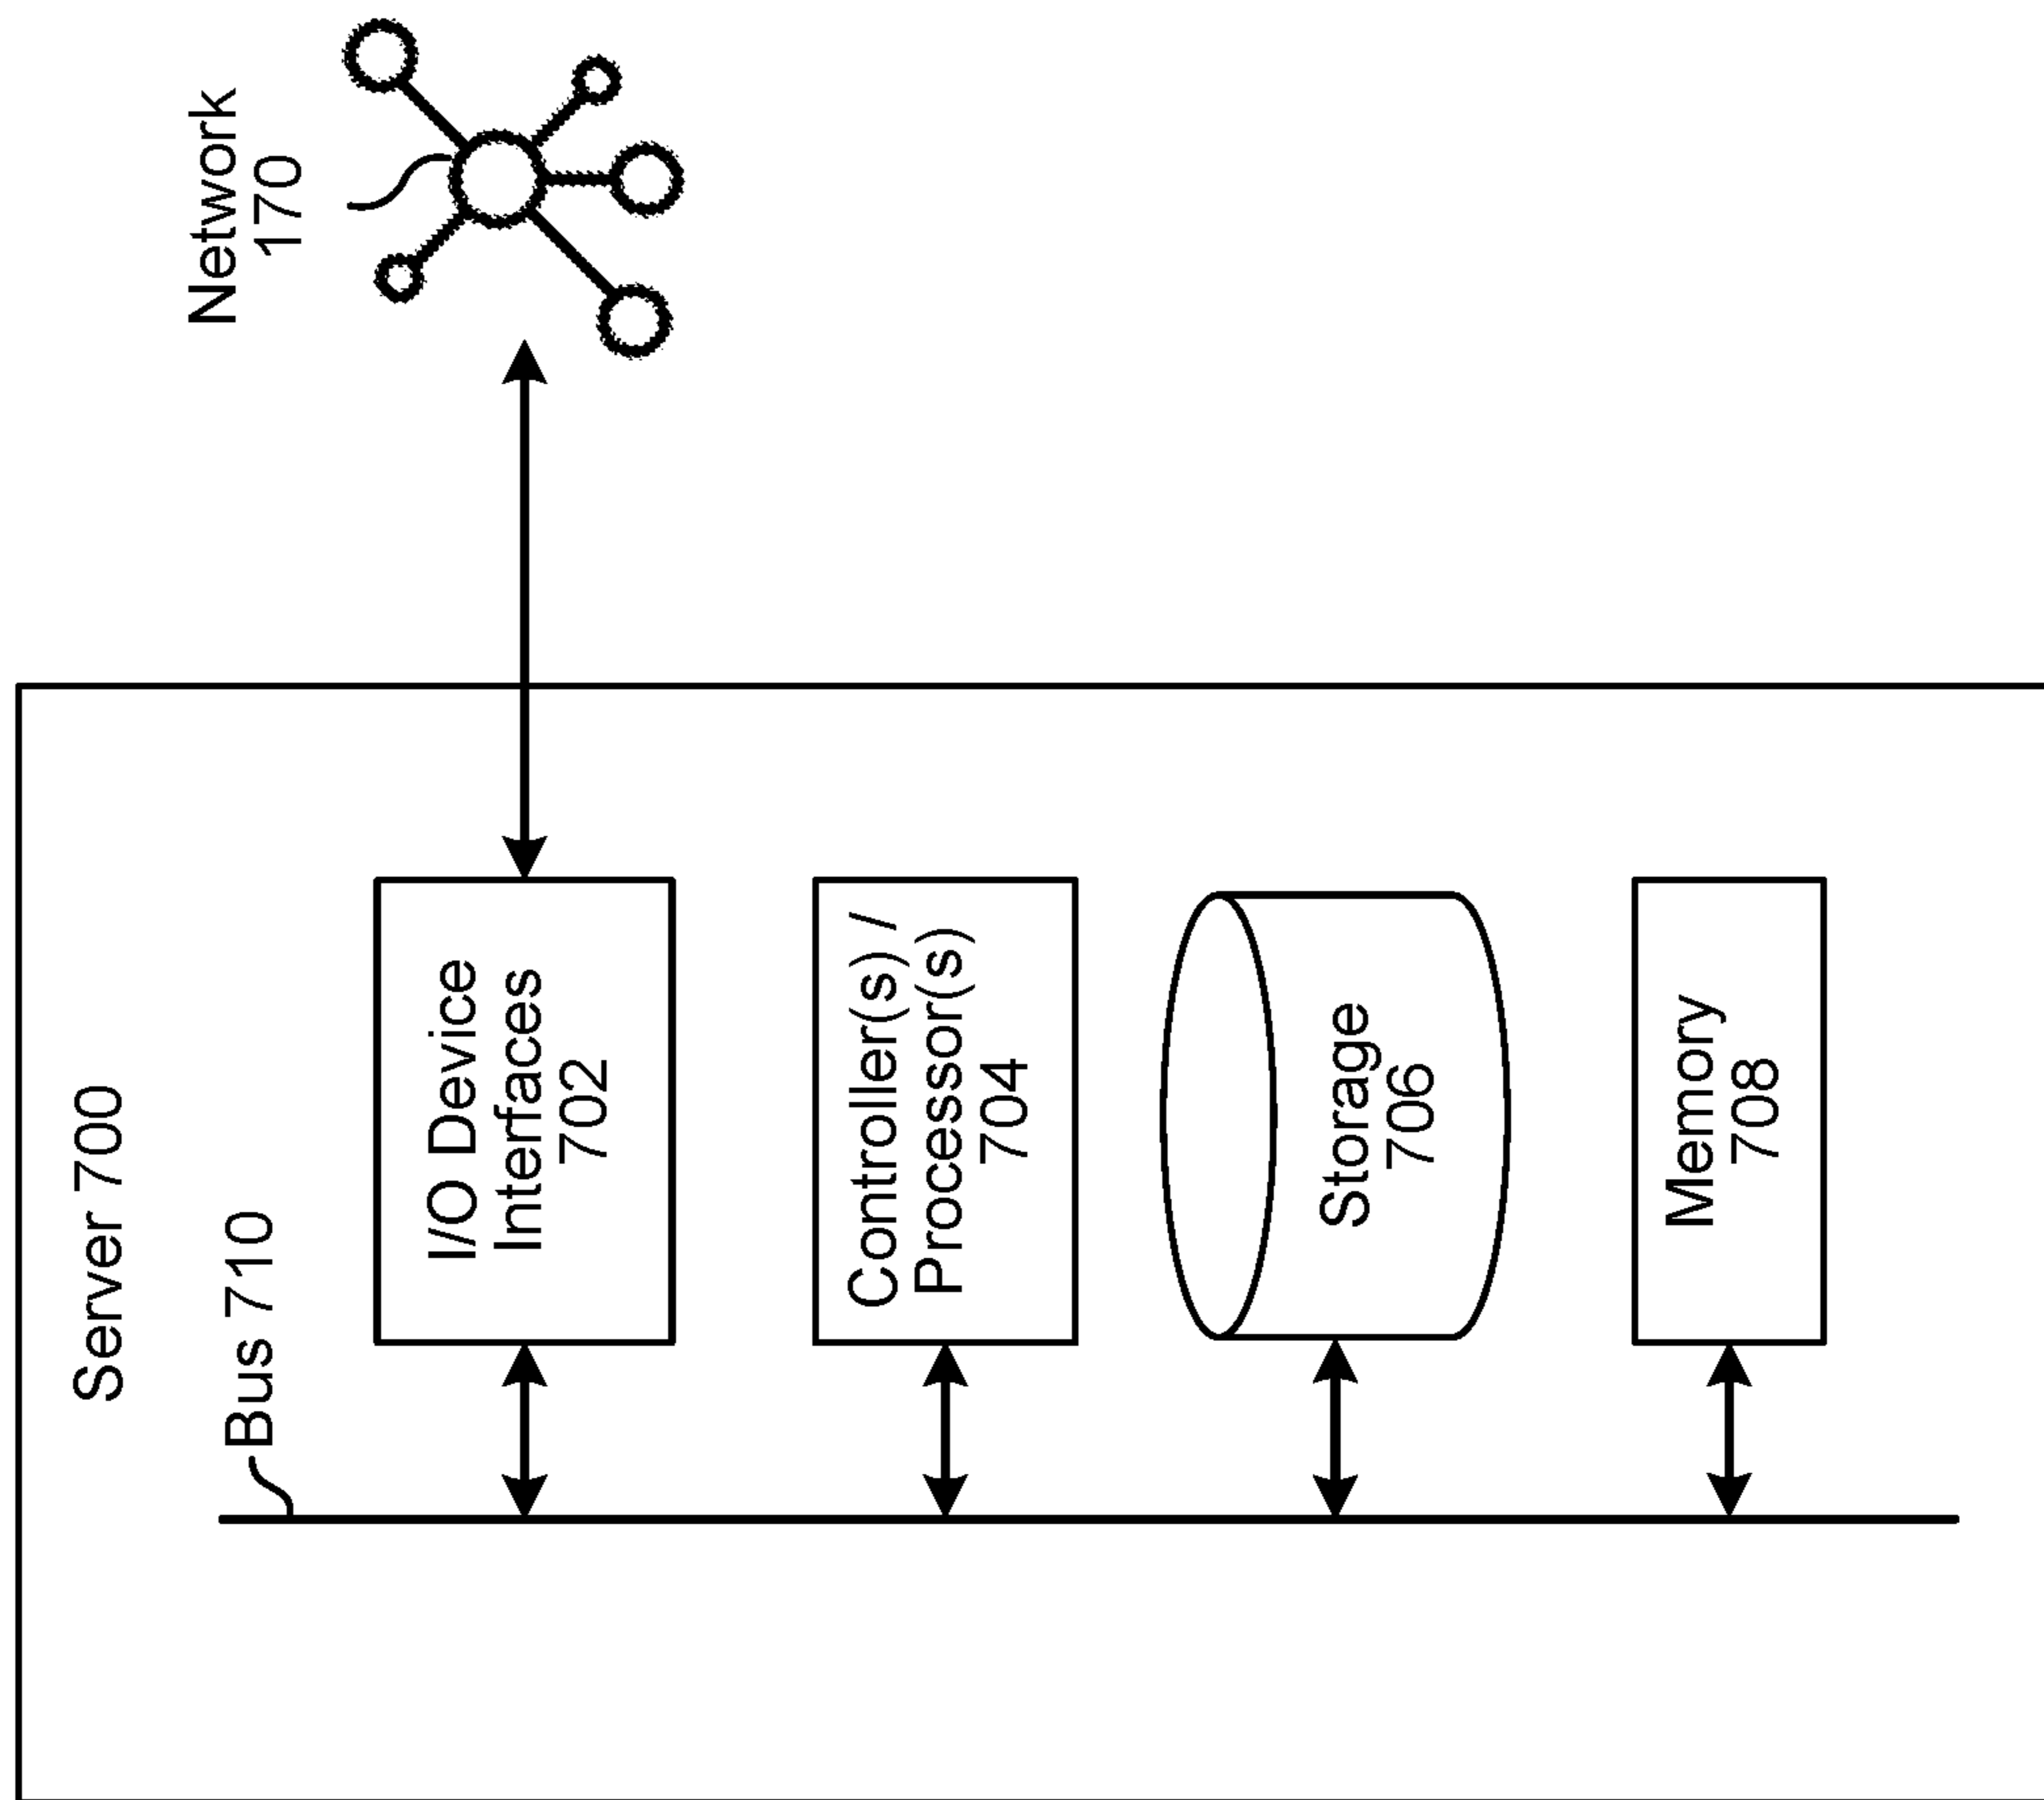 Server 700
Bus 710
I/O Device
Interfaces
702
Controller(s) /
Processor(s)
704
Storage
706
Memory
708
Network
170